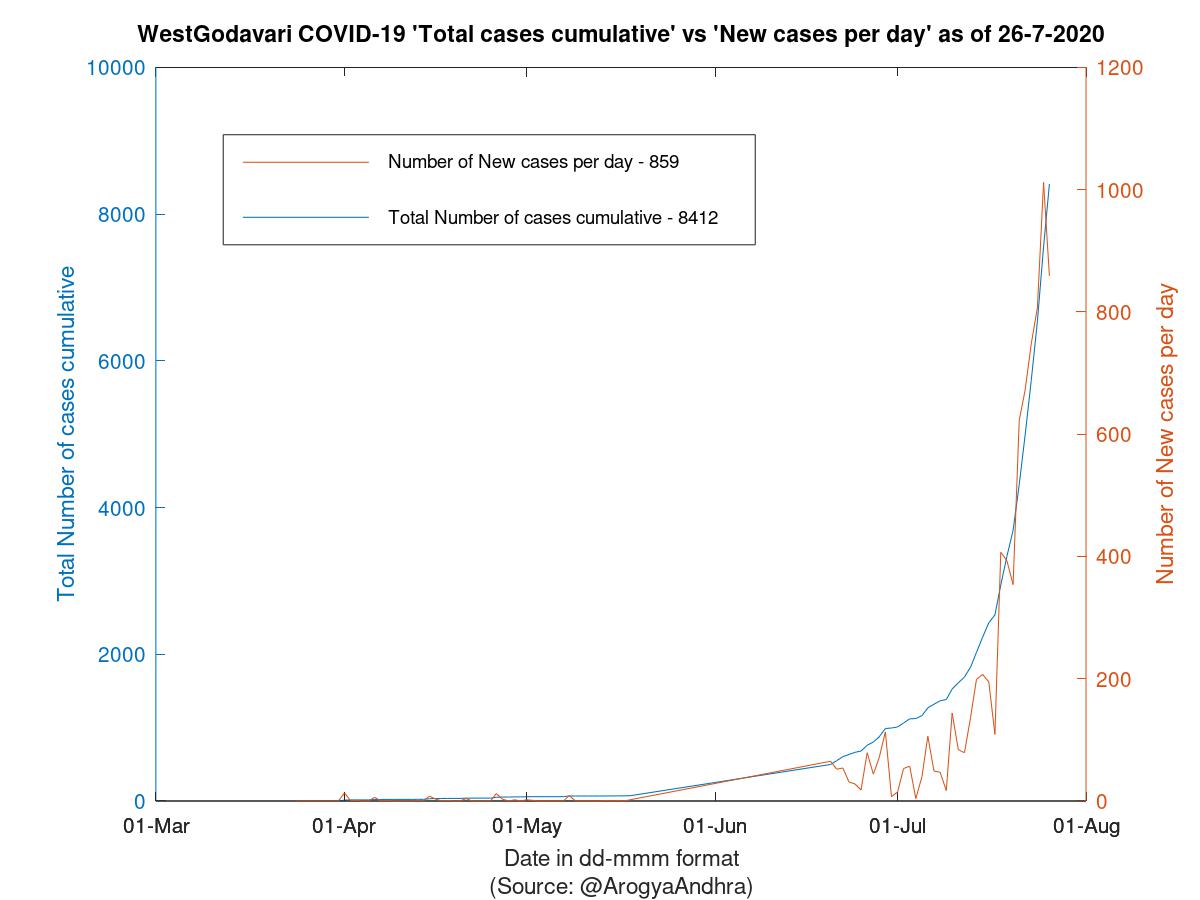 WestGodavari COVID-19 'Total cases cumulative' vs 'New cases per day' as of 26-7-2020
10000
8000
6000
4000
2000
0
1200
1000
800
600
400
200
0
Total Number of cases cumulative
Number of New cases per day
Number of New cases per day - 859
Total Number of cases cumulative - 8412
01-Mar 01-Apr 01-May 01-Jun 01-Jul 01-Aug
Date in dd-mmm format
(Source: @ArogyaAndhra)